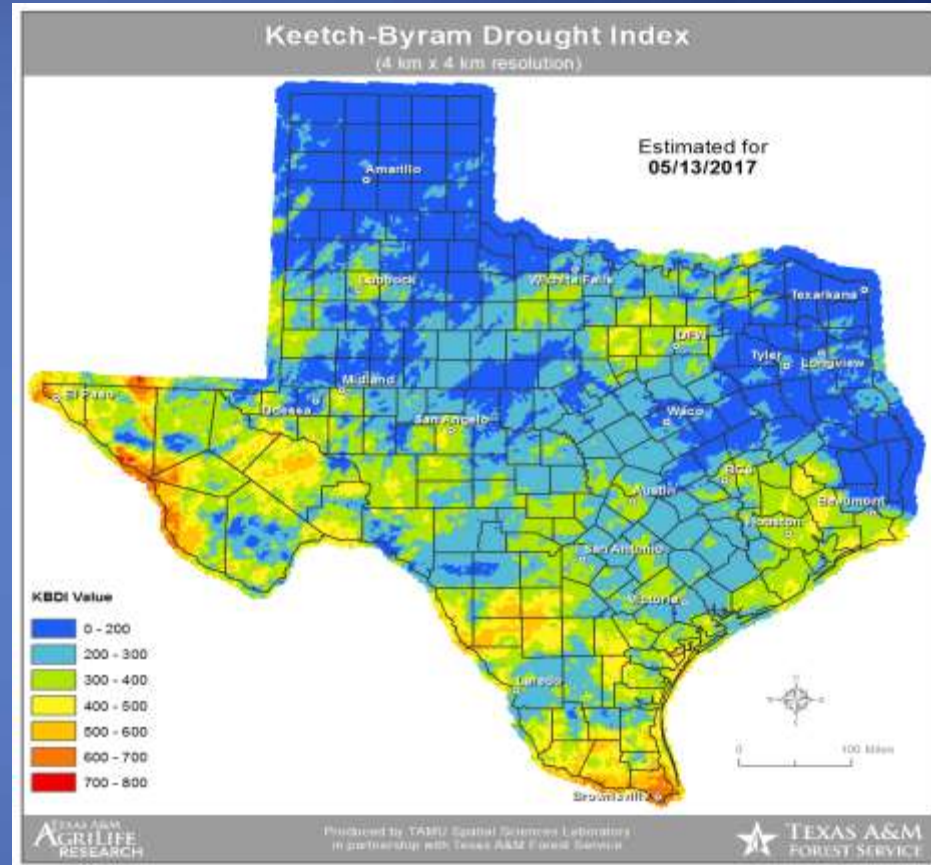 Keetch-Byram Drought Index
(4 km x 4 km resolution)
Estimated for
05/13/2017
Amarillo
Lubbock
Wichita Falls
Texarkana
DFW
Tyler
Longview
Midland
El Paso
Odessa
San Angelo
Waco
BCS
Austin
Beaumont
Houston
San Antonio
Victoria
Laredo
Brownsville
KBDI Value
0 - 200
200 - 300
300 - 400
400 - 500
500 - 600
600 - 700
700 - 800
0 100 Miles
TEXAS A&M
AGRILIFE
RESEARCH
Produced by TAMU Spatial Sciences Laboratory
in partnership with Texas A&M Forest Service
TEXAS A&M
FOREST SERVICE